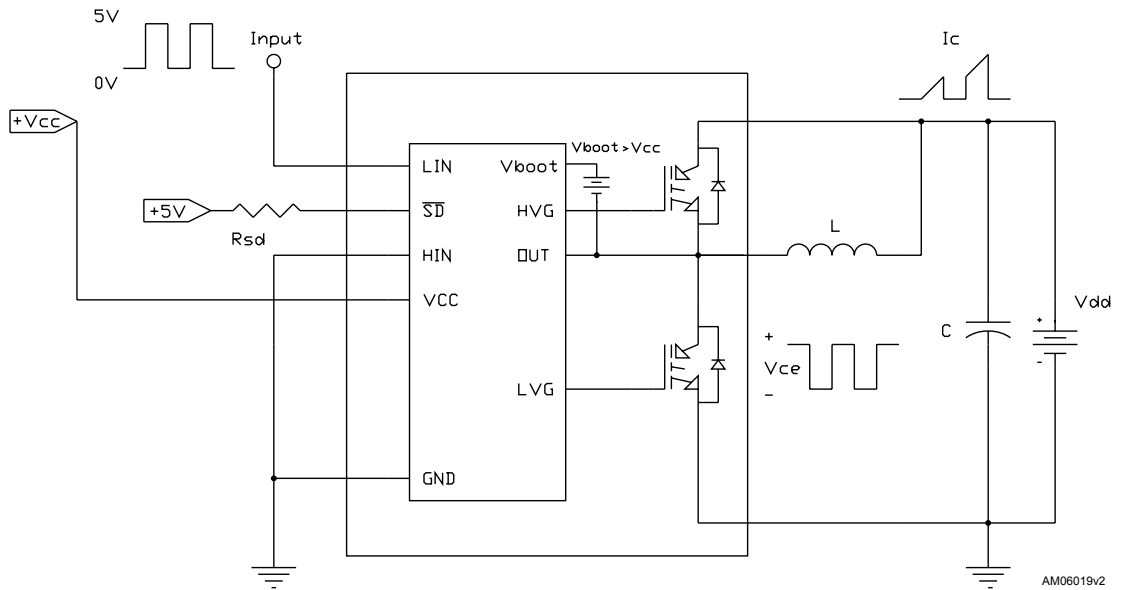 5V
Input
Ic
0V
+Vcc
Vboot>Vcc
LIN
Vboot
+5V
SD
HVG
Rsd
L
HIN
OUT
VCC
Vdd
+
C
+
-
Vce
-
LVG
GND
AM06019v2